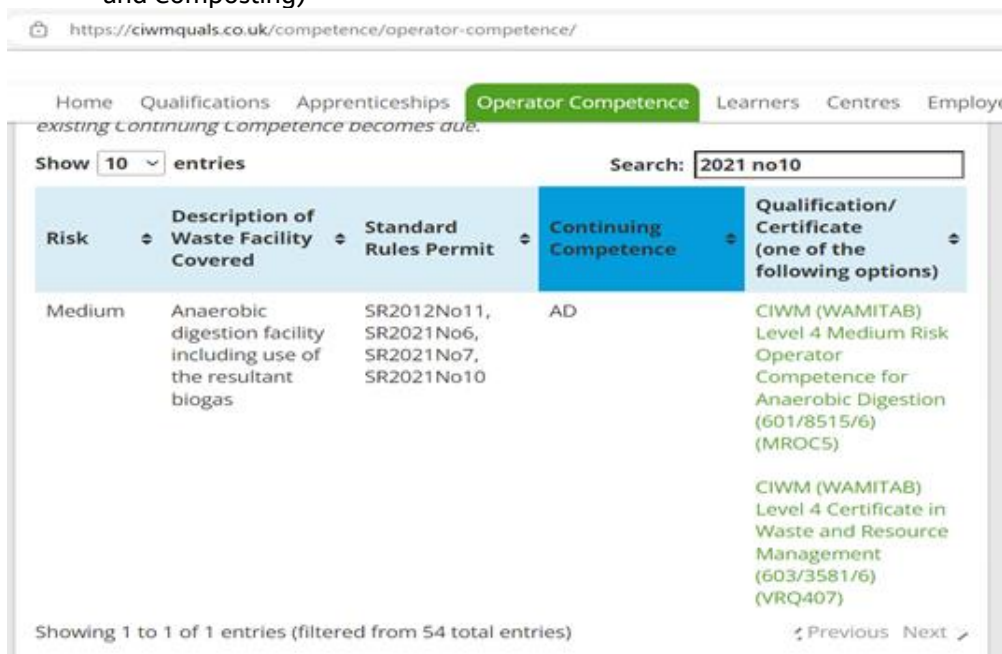 and Composting)
https://ciwmquals.co.uk/competence/operator-competence/
Home Qualifications Apprenticeships Operator Competence Learners Centres Employe
existing Continuing Competence becomes due.
Show 10 entries Search: 2021 no10
Risk
Description of
Waste Facility
Covered
Standard
Rules Permit
Continuing
Competence
Qualification/
Certificate
(one of the
following options)
Medium
Anaerobic
digestion facility
including use of
the resultant
biogas
SR2012No11,
SR2021No6,
SR2021No7,
SR2021No10
AD
CIWM (WAMITAB)
Level 4 Medium Risk
Operator
Competence for
Anaerobic Digestion
(601/8515/6)
(MROC5)
CIWM (WAMITAB)
Level 4 Certificate in
Waste and Resource
Management
(603/3581/6)
(VRQ407)
Showing 1 to 1 of 1 entries (filtered from 54 total entries) Previous Next